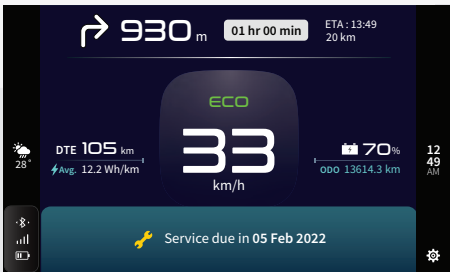 930 m
01 hr 00 min
ETA : 13:49
20 km
ECO
33
km/h
DTE 105 km
Avg. 12.2 Wh/km
70%
ODO 13614.3 km
28°
12
49
AM
Service due in 05 Feb 2022